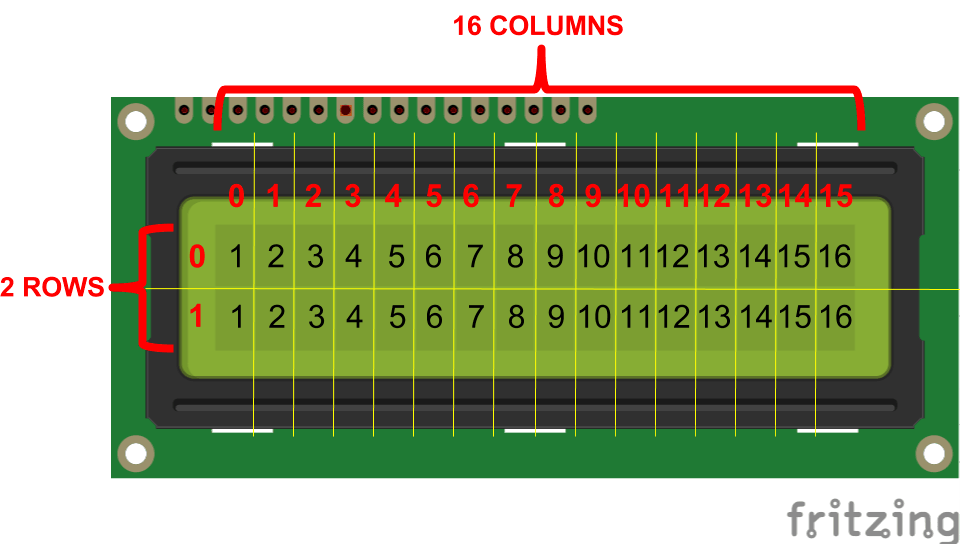 16 COLUMNS
0 1 2 3 4 5 6 7 8 9 10 11 12 13 14 15
0 1 2 3 4 5 6 7 8 9 10 11 12 13 14 15 16
2 ROWS
1 1 2 3 4 5 6 7 8 9 10 11 12 13 14 15 16
fritzing